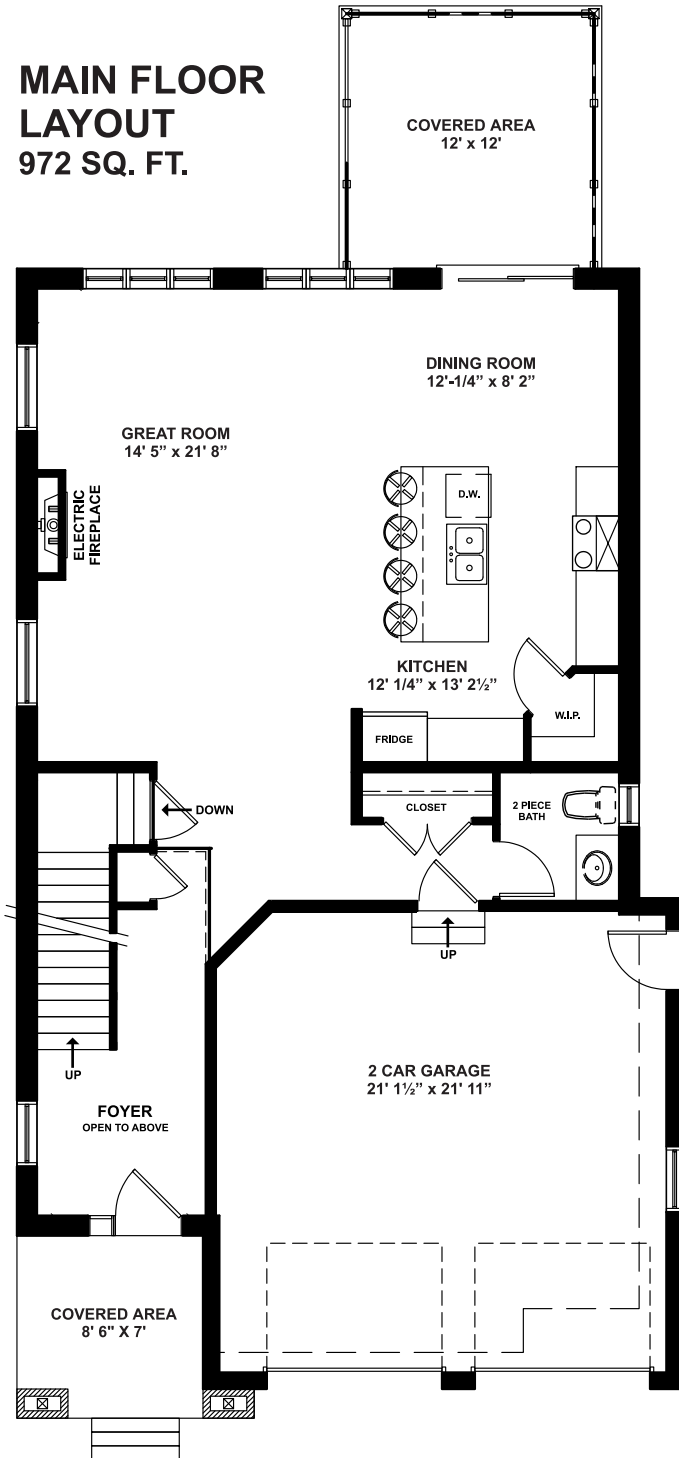 MAIN FLOOR
LAYOUT
972 SQ. FT.
COVERED AREA
12' x 12'
DINING ROOM
12'-1/4” x 8' 2”
GREAT ROOM
14' 5” x 21' 8”
ELECTRIC
FIREPLACE
D.W.
KITCHEN
12' 1/4” x 13' 2½”
W.I.P.
FRIDGE
DOWN
CLOSET
2 PIECE
BATH
UP
UP
2 CAR GARAGE
21' 1½” x 21' 11”
FOYER
OPEN TO ABOVE
COVERED AREA
8' 6" X 7'